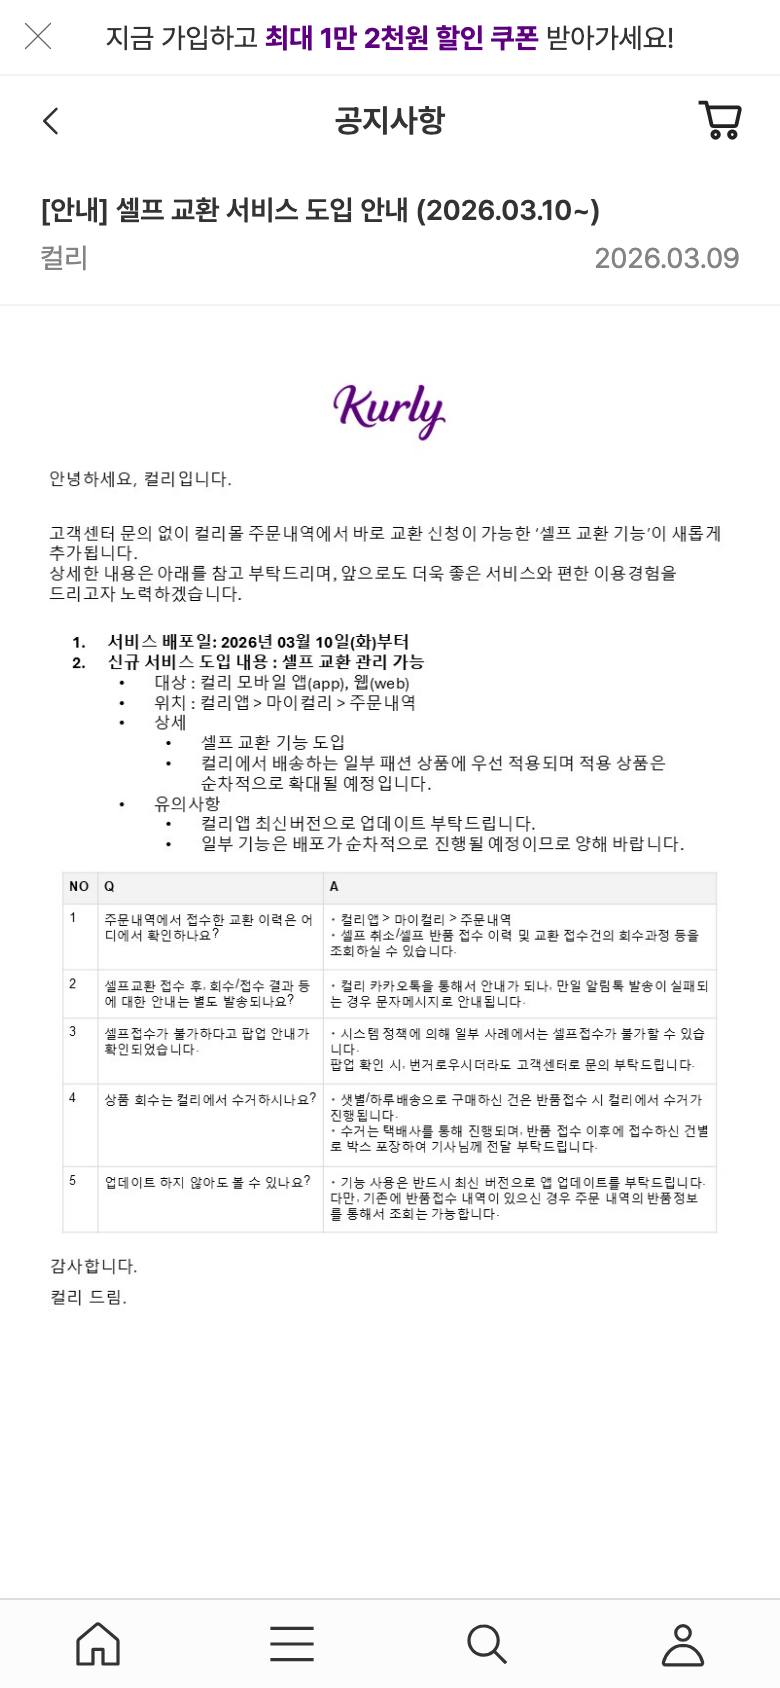 지금 가입하고 최대 1만 2천원 할인 쿠폰 받아가세요!
공지사항
[안내] 셀프 교환 서비스 도입 안내 (2026.03.10~)
컬리
2026.03.09
Kurly
안녕하세요, 컬리입니다.
고객센터 문의 없이 컬리몰 주문내역에서 바로 교환 신청이 가능한 ‘셀프 교환 기능’이 새롭게
추가됩니다.
상세한 내용은 아래를 참고 부탁드리며, 앞으로도 더욱 좋은 서비스와 편한 이용경험을
드리고자 노력하겠습니다.
1. 서비스 배포일: 2026년 03월 10일(화)부터
2. 신규 서비스 도입 내용 : 셀프 교환 관리 가능
• 대상 : 컬리 모바일 앱(app), 웹(web)
• 위치 : 컬리앱 > 마이컬리 > 주문내역
• 상세
• 셀프 교환 기능 도입
• 컬리에서 배송하는 일부 패션 상품에 우선 적용되며 적용 상품은
순차적으로 확대될 예정입니다.
• 유의사항
• 컬리앱 최신버전으로 업데이트 부탁드립니다.
• 일부 기능은 배포가 순차적으로 진행될 예정이므로 양해 바랍니다.
NO Q A
1 주문내역에서 접수한 교환 이력은 어
디에서 확인하나요?
· 컬리앱 > 마이컬리 > 주문내역
· 셀프 취소/셀프 반품 접수 이력 및 교환 접수건의 회수과정 등을
조회하실 수 있습니다.
2 셀프교환 접수 후, 회수/접수 결과 등
에 대한 안내는 별도 발송되나요?
· 컬리 카카오톡을 통해서 안내가 되나, 만일 알림톡 발송이 실패되
는 경우 문자메시지로 안내됩니다.
3 셀프접수가 불가하다고 팝업 안내가
확인되었습니다.
· 시스템 정책에 의해 일부 사례에서는 셀프접수가 불가할 수 있습
니다.
팝업 확인 시, 번거로우시더라도 고객센터로 문의 부탁드립니다.
4 상품 회수는 컬리에서 수거하시나요?
· 샛별/하루배송으로 구매하신 건은 반품접수 시 컬리에서 수거가
진행됩니다.
· 수거는 택배사를 통해 진행되며, 반품 접수 이후에 접수하신 건별
로 박스 포장하여 기사님께 전달 부탁드립니다.
5 업데이트 하지 않아도 볼 수 있나요?
· 기능 사용은 반드시 최신 버전으로 앱 업데이트를 부탁드립니다.
다만, 기존에 반품접수 내역이 있으신 경우 주문 내역의 반품정보
를 통해서 조회는 가능합니다.
감사합니다.
컬리 드림.